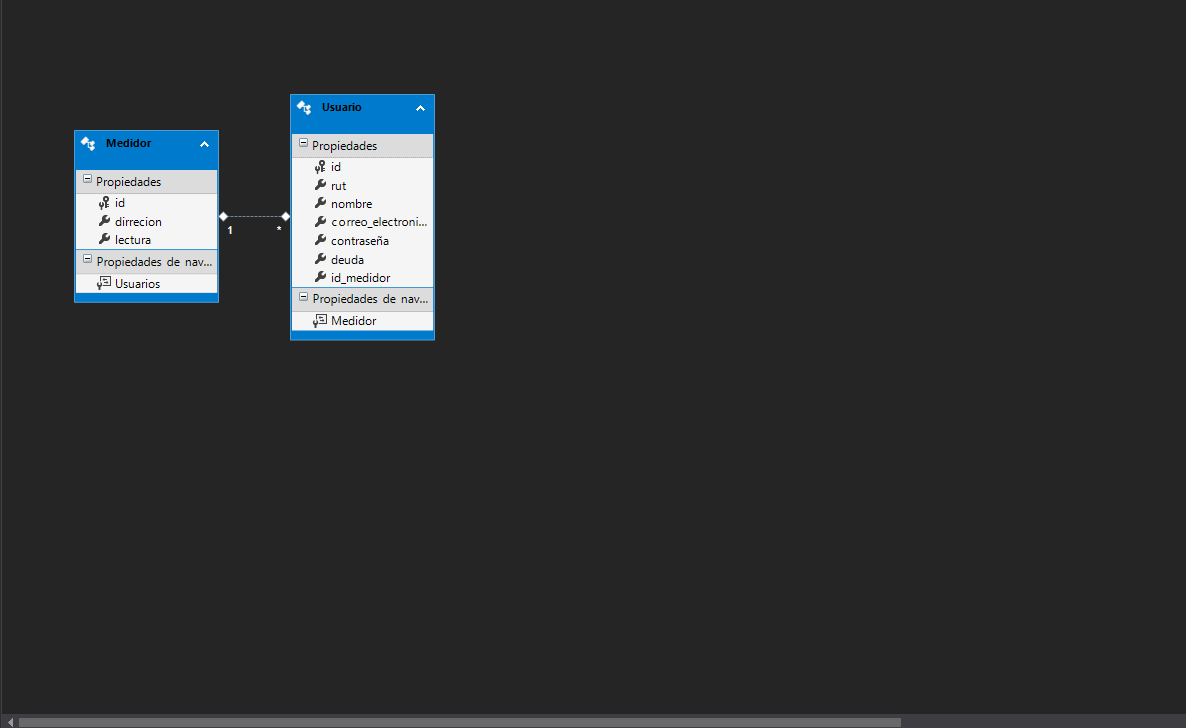 Medidor
Propiedades
id
dirrecion
lectura
Propiedades de nav...
Usuarios
1
*
Usuario
Propiedades
id
rut
nombre
correo_electroni...
contraseña
deuda
id_medidor
Propiedades de nav...
Medidor